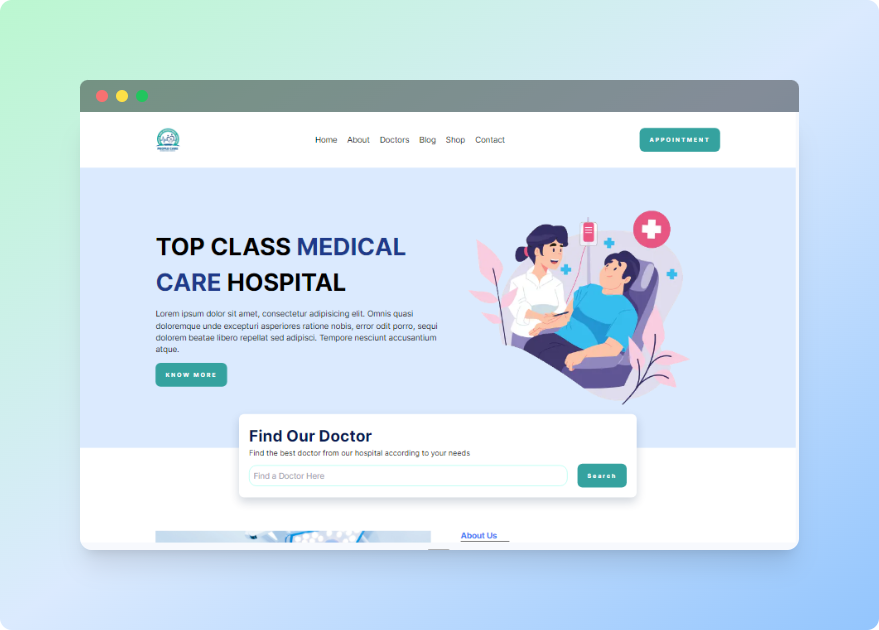 Home About Doctors Blog Shop Contact
APPOINTMENT
TOP CLASS MEDICAL
CARE HOSPITAL
Lorem ipsum dolor sit amet, consectetur adipisicing elit. Omnis quasi
doloremque unde excepturi asperiores ratione nobis, error odit porro, sequi
dolorem beatae libero repellat sed adipisci. Tempore nesciunt accusantium
atque.
KNOW MORE
Find Our Doctor
Find the best doctor from our hospital according to your needs
Find a Doctor Here
Search
About Us